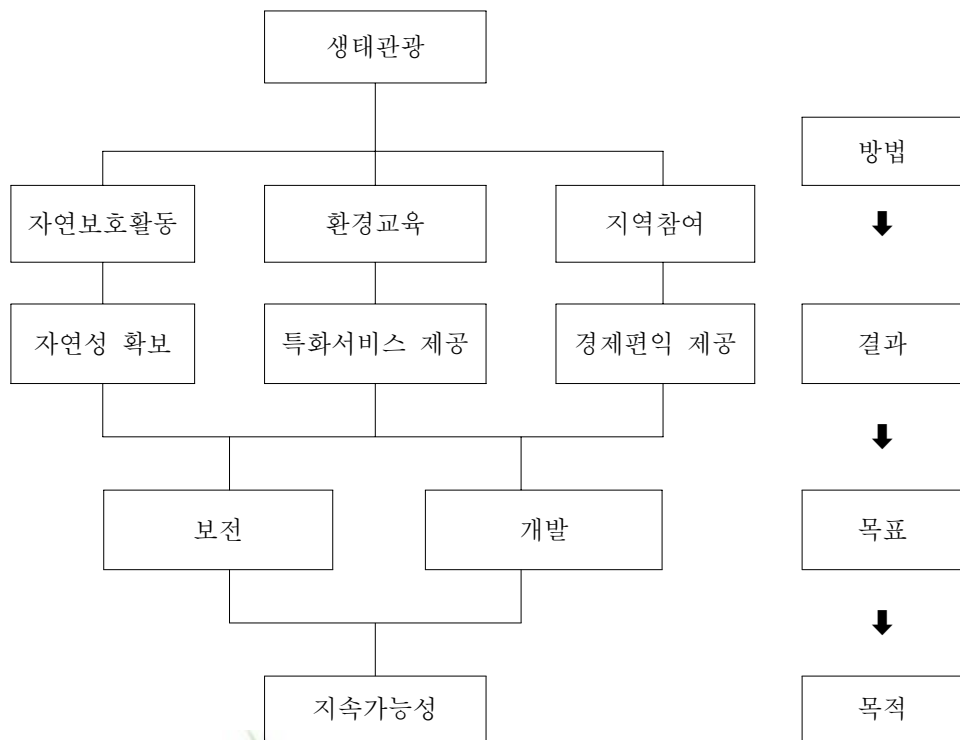 생태관광
방법
자연보호활동 환경교육 지역참여
자연성 확보 특화서비스 제공 경제편익 제공 결과
보전 개발 목표
지속가능성 목적